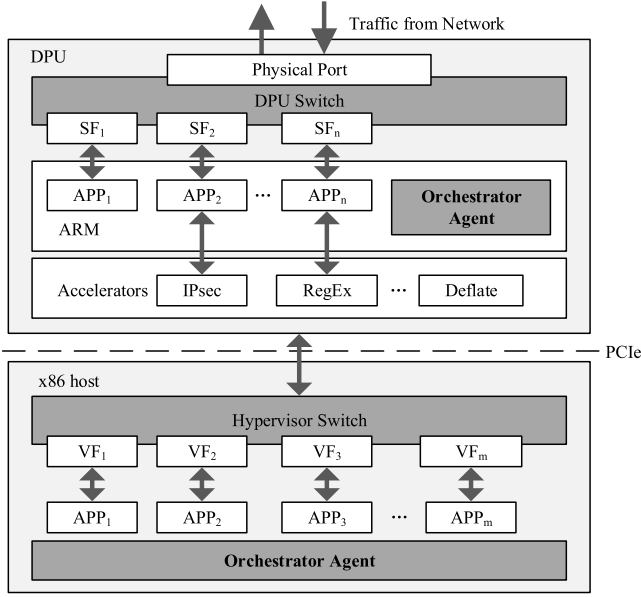 Traffic from Network
DPU
Physical Port
DPU Switch
SF1 SF2 SFn
APP1 APP2 ... APPn
Orchestrator
Agent
ARM
Accelerators IPsec RegEx ... Deflate
PCIe
x86 host
Hypervisor Switch
VF1 VF2 VF3 VFm
APP1 APP2 APP3 ... APPm
Orchestrator Agent